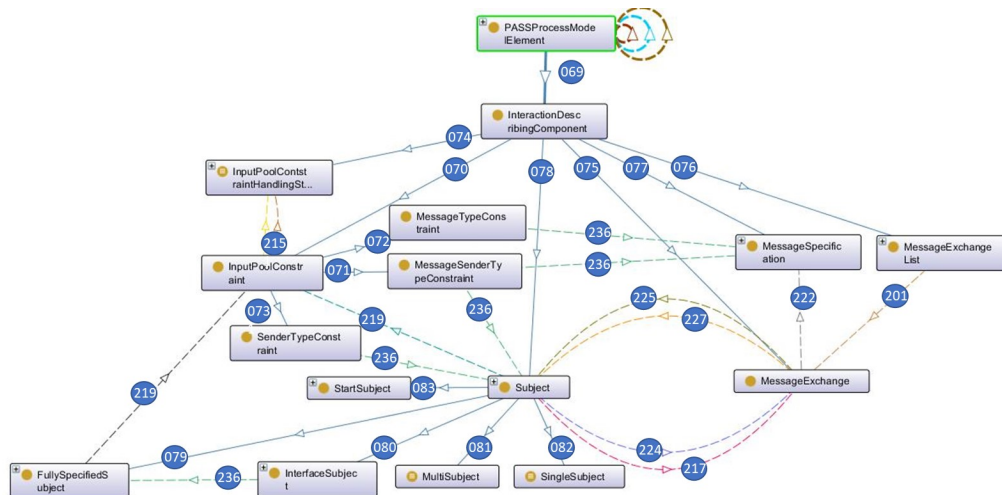 PASSProcessMode
lElement
069
InteractionDesc
ribingComponent
074
070
078
075
077
076
InputPoolContst
raintHandlingSt...
MessageTypeCons
traint
072
236
MessageSpecific
ation
MessageExchange
List
215
InputPoolConstr
aint
071
MessageSenderTy
peConstraint
236
222
201
073
219
236
225
227
SenderTypeConst
raint
236
219
StartSubject
083
Subject
MessageExchange
079
080
081
082
224
217
FullySpecifiedS
ubject
236
InterfaceSubjec
t
MultiSubject
SingleSubject